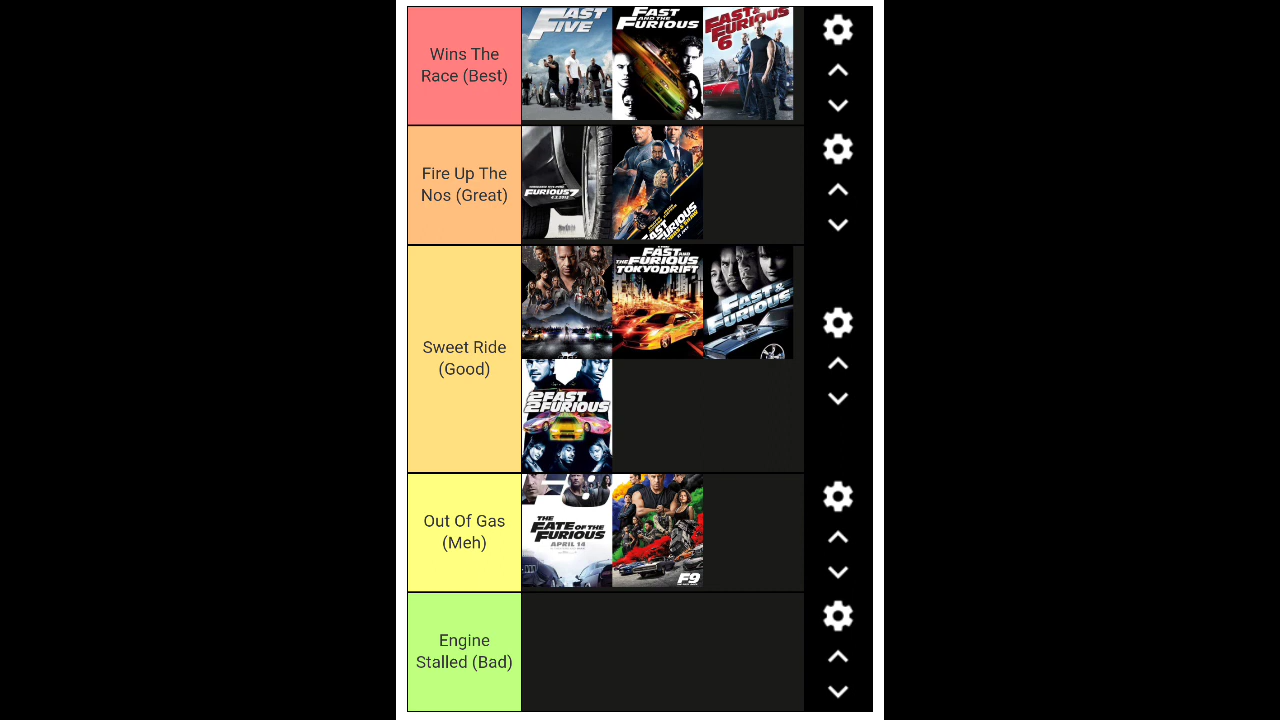 Wins The
Race (Best)
FAST
FIVE
FAST
AND THE
FURIOUS
FAST&
FURIOUS
6
Fire Up The
Nos (Great)
FURIOUS 7
FAST
FURIOUS
Sweet Ride
(Good)
FAST AND
THE FURIOUS
TOKYO DRIFT
FAST &
FURIOUS
2 FAST
2 FURIOUS
Out Of Gas
(Meh)
F8
THE
FATE OF THE
FURIOUS
APRIL 14
F9
Engine
Stalled (Bad)